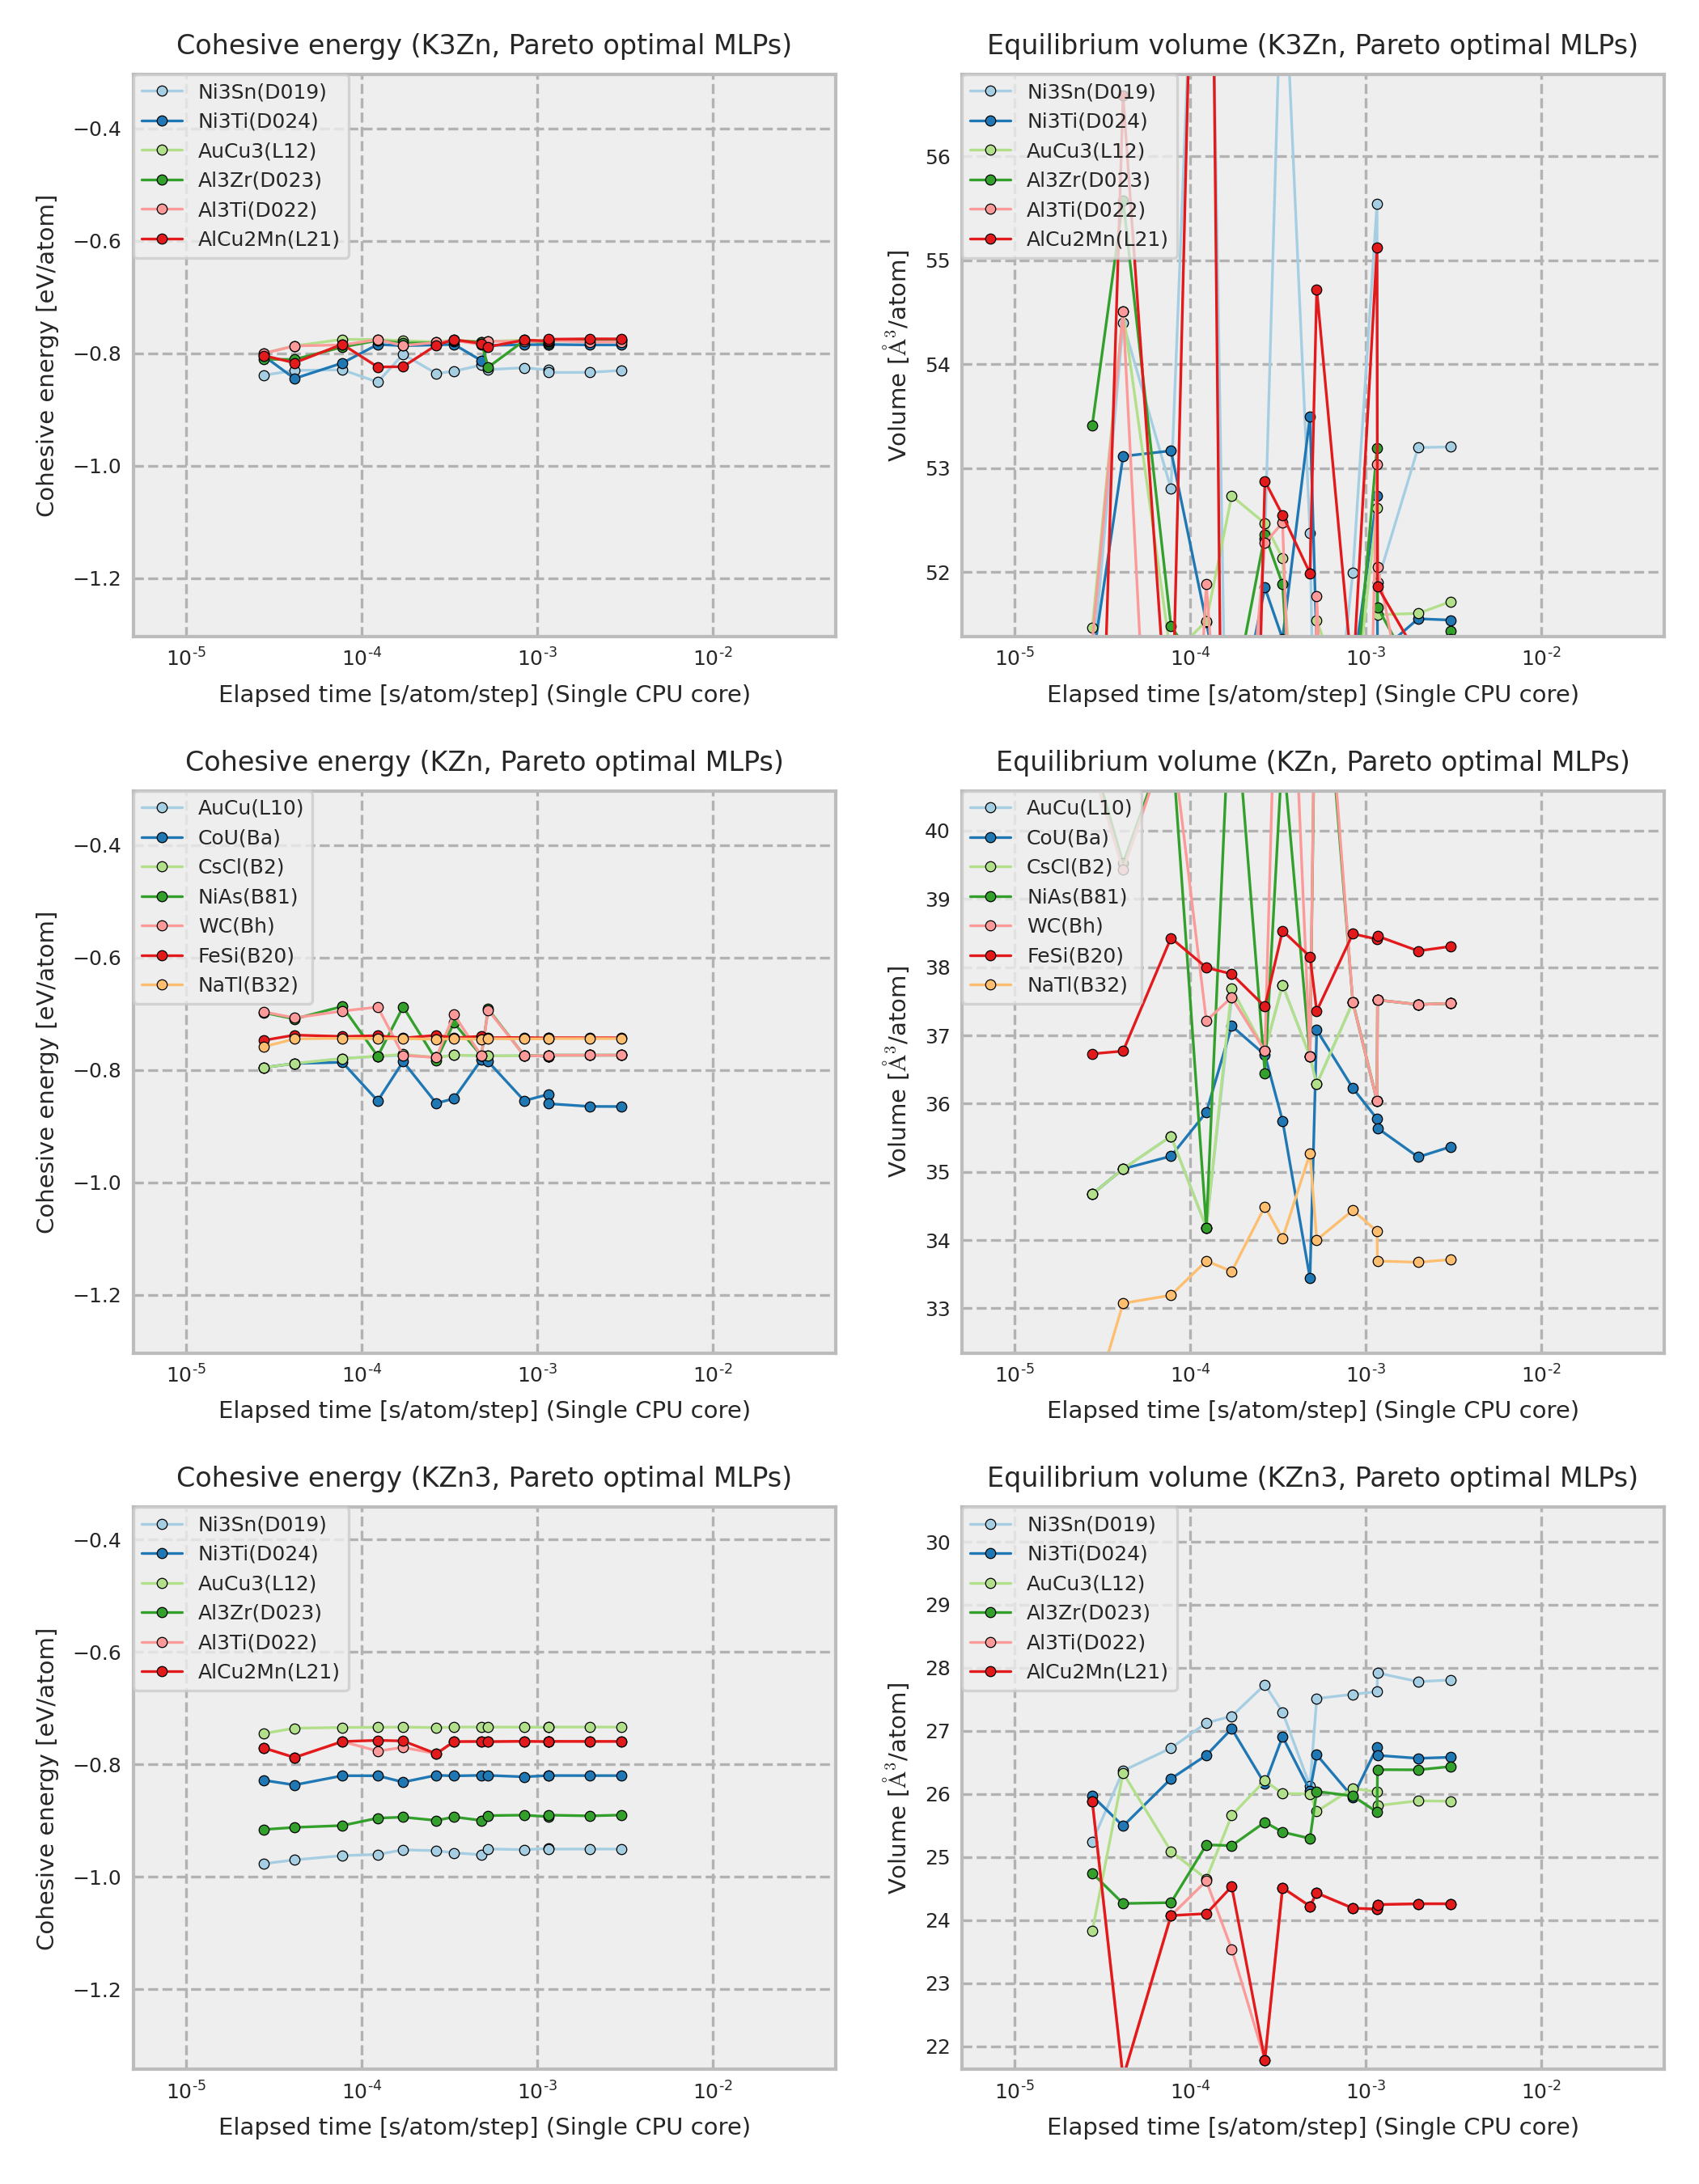 Cohesive energy (K3Zn, Pareto optimal MLPs)
Cohesive energy [eV/atom]
−0.4
−0.6
−0.8
−1.0
−1.2
Ni3Sn(D019)
Ni3Ti(D024)
AuCu3(L12)
Al3Zr(D023)
Al3Ti(D022)
AlCu2Mn(L21)
10-5 10-4 10-3 10-2
Elapsed time [s/atom/step] (Single CPU core)
Equilibrium volume (K3Zn, Pareto optimal MLPs)
Volume [Å3/atom]
56
55
54
53
52
Ni3Sn(D019)
Ni3Ti(D024)
AuCu3(L12)
Al3Zr(D023)
Al3Ti(D022)
AlCu2Mn(L21)
10-5 10-4 10-3 10-2
Elapsed time [s/atom/step] (Single CPU core)
Cohesive energy (KZn, Pareto optimal MLPs)
Cohesive energy [eV/atom]
−0.4
−0.6
−0.8
−1.0
−1.2
AuCu(L10)
CoU(Ba)
CsCl(B2)
NiAs(B81)
WC(Bh)
FeSi(B20)
NaTl(B32)
10-5 10-4 10-3 10-2
Elapsed time [s/atom/step] (Single CPU core)
Equilibrium volume (KZn, Pareto optimal MLPs)
Volume [Å3/atom]
40
39
38
37
36
35
34
33
AuCu(L10)
CoU(Ba)
CsCl(B2)
NiAs(B81)
WC(Bh)
FeSi(B20)
NaTl(B32)
10-5 10-4 10-3 10-2
Elapsed time [s/atom/step] (Single CPU core)
Cohesive energy (KZn3, Pareto optimal MLPs)
Cohesive energy [eV/atom]
−0.4
−0.6
−0.8
−1.0
−1.2
Ni3Sn(D019)
Ni3Ti(D024)
AuCu3(L12)
Al3Zr(D023)
Al3Ti(D022)
AlCu2Mn(L21)
10-5 10-4 10-3 10-2
Elapsed time [s/atom/step] (Single CPU core)
Equilibrium volume (KZn3, Pareto optimal MLPs)
Volume [Å3/atom]
30
29
28
27
26
25
24
23
22
Ni3Sn(D019)
Ni3Ti(D024)
AuCu3(L12)
Al3Zr(D023)
Al3Ti(D022)
AlCu2Mn(L21)
10-5 10-4 10-3 10-2
Elapsed time [s/atom/step] (Single CPU core)